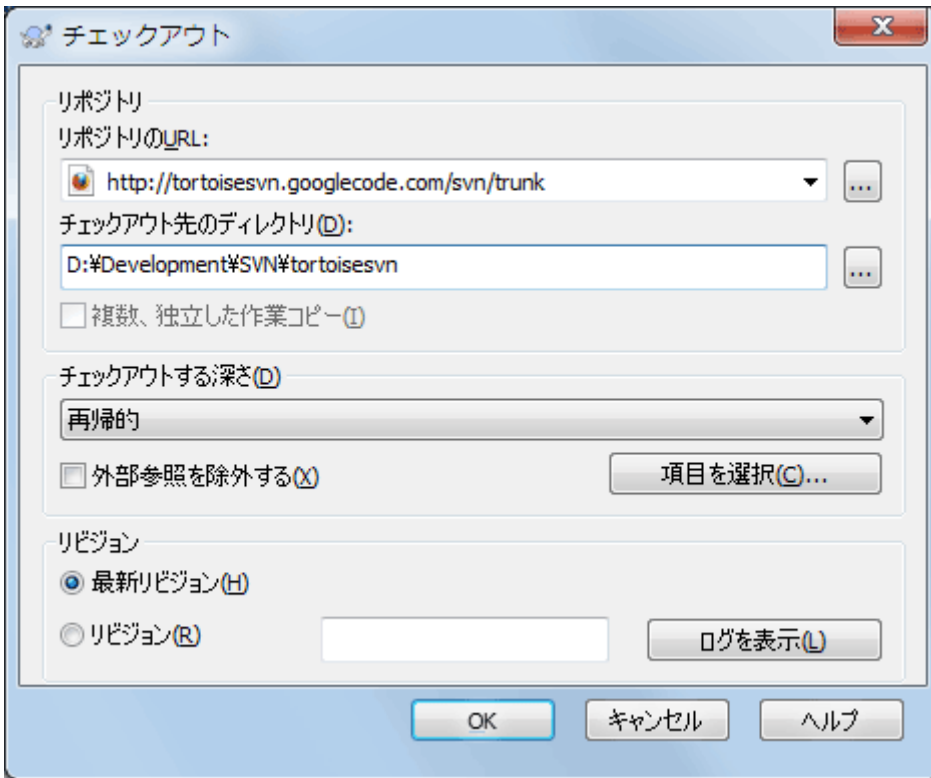 チェックアウト
リポジトリ
リポジトリのURL:
http://tortoisesvn.googlecode.com/svn/trunk
...
チェックアウト先のディレクトリ(D):
D:¥Development¥SVN¥tortoisesvn
...
複数、独立した作業コピー(I)
チェックアウトする深さ(D)
再帰的
外部参照を除外する(X)
項目を選択(C)...
リビジョン
最新リビジョン(H)
リビジョン(R)
ログを表示(L)
OK
キャンセル
ヘルプ